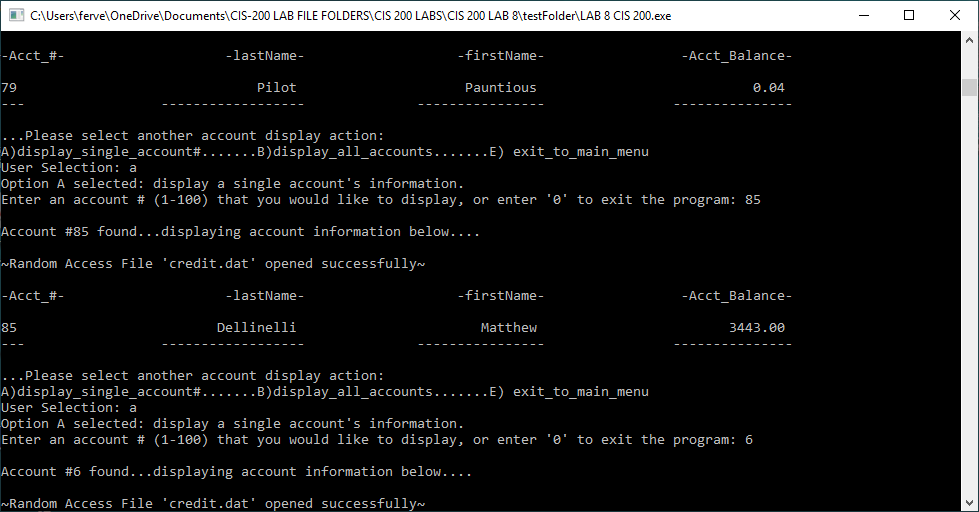 C:\Users\ferve\OneDrive\Documents\CIS-200 LAB FILE FOLDERS\CIS 200 LABS\CIS 200 LAB 8\testFolder\LAB 8 CIS 200.exe
-Acct_#- -lastName- -firstName- -Acct_Balance-
79 Pilot Pauntious 0.04
--- ------------------ ---------------- ---------------
...Please select another account display action:
A)display_single_account#.......B)display_all_accounts.......E) exit_to_main_menu
User Selection: a
Option A selected: display a single account's information.
Enter an account # (1-100) that you would like to display, or enter '0' to exit the program: 85
Account #85 found...displaying account information below....
~Random Access File 'credit.dat' opened successfully~
-Acct_#- -lastName- -firstName- -Acct_Balance-
85 Dellinelli Matthew 3443.00
--- ------------------ ---------------- ---------------
...Please select another account display action:
A)display_single_account#.......B)display_all_accounts.......E) exit_to_main_menu
User Selection: a
Option A selected: display a single account's information.
Enter an account # (1-100) that you would like to display, or enter '0' to exit the program: 6
Account #6 found...displaying account information below....
~Random Access File 'credit.dat' opened successfully~